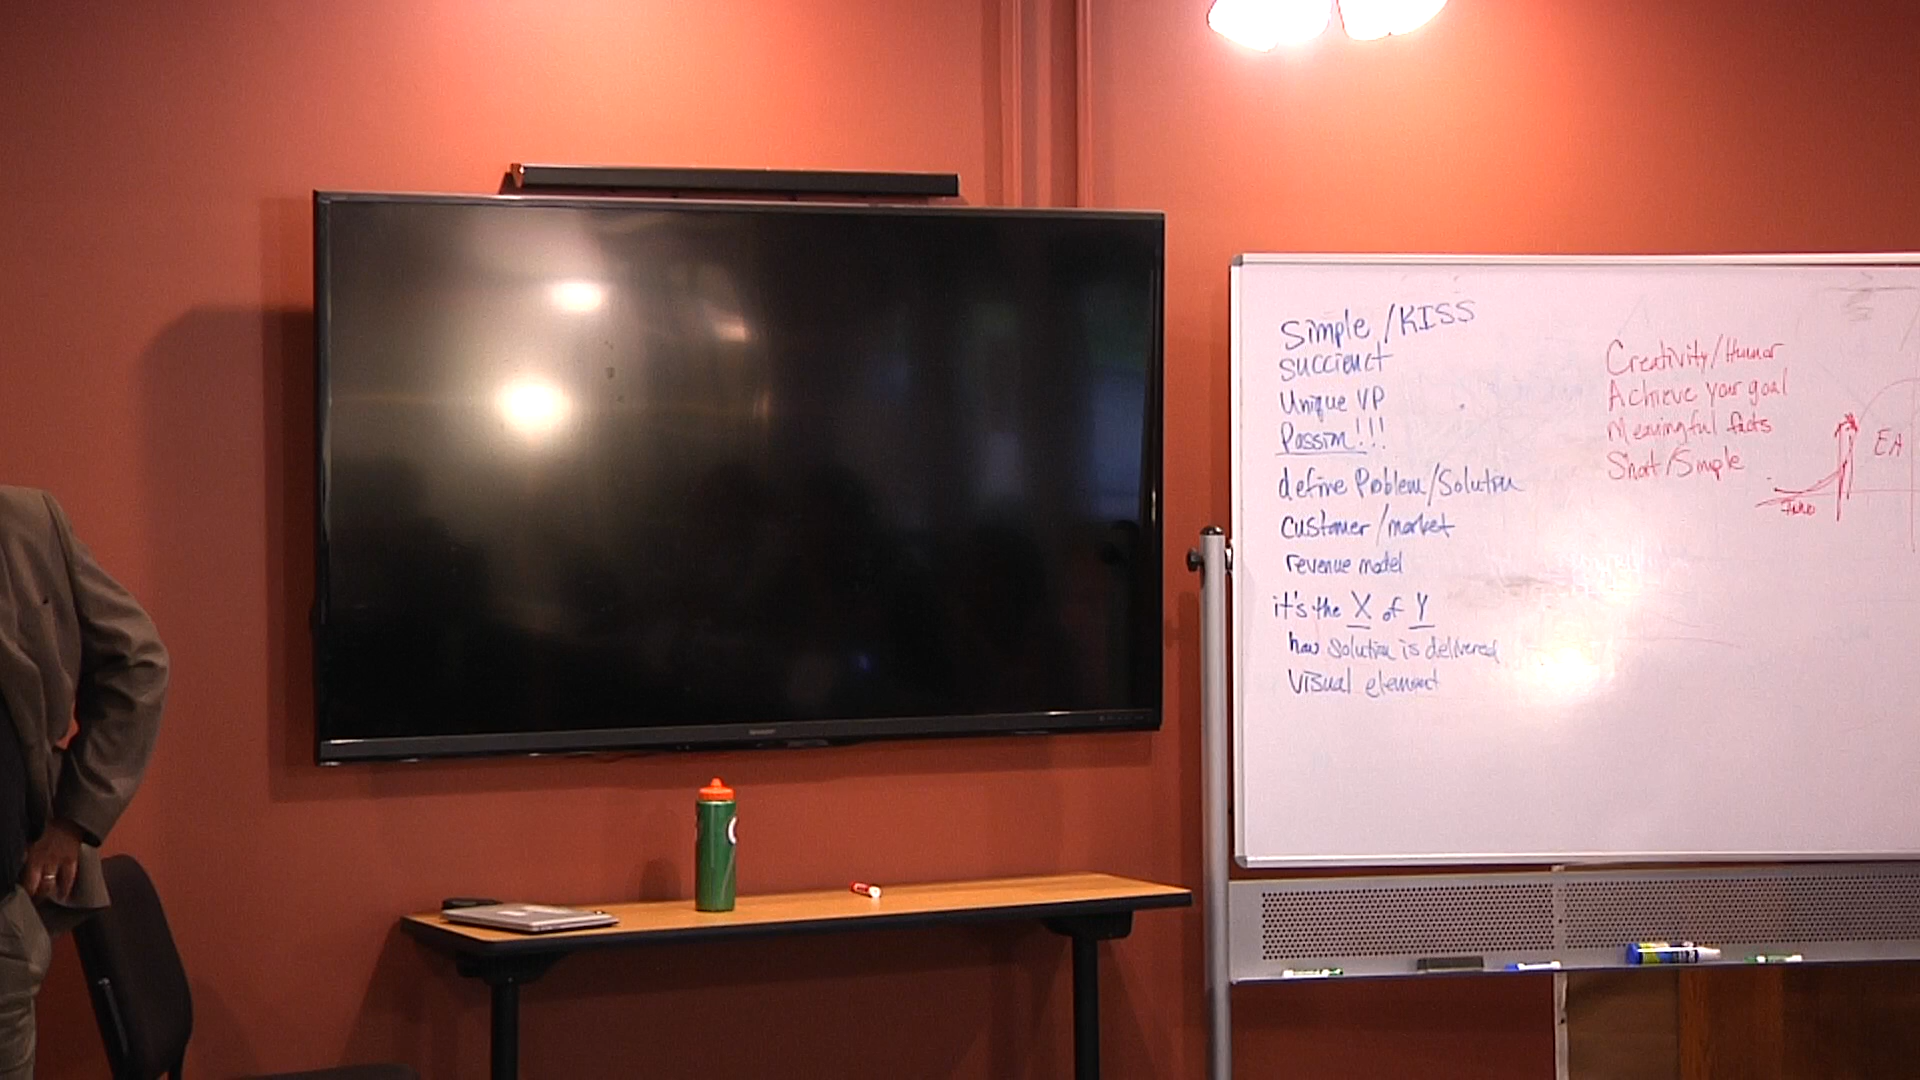 Simple/KISS
succienct
Unique VP
Passion!!!
define Problem/Solution
customer/market
revenue model
it's the X of Y
how solution is delivered
Visual element
Creativity/Humor
Achieve your goal
Meaningful facts
Short/Simple
EA